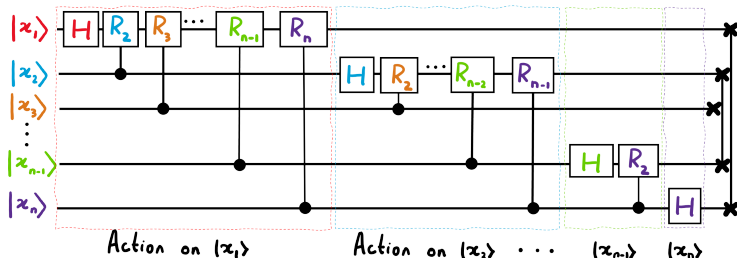 |x₁⟩ H R₂ R₃ ... Rₙ₋₁ Rₙ
|x₂⟩ H R₂ ... Rₙ₋₂ Rₙ₋₁
|x₃⟩
⋮
|xₙ₋₁⟩ H R₂
|xₙ⟩ H
Action on |x₁⟩ Action on |x₂⟩ ... |xₙ₋₁⟩ |xₙ⟩